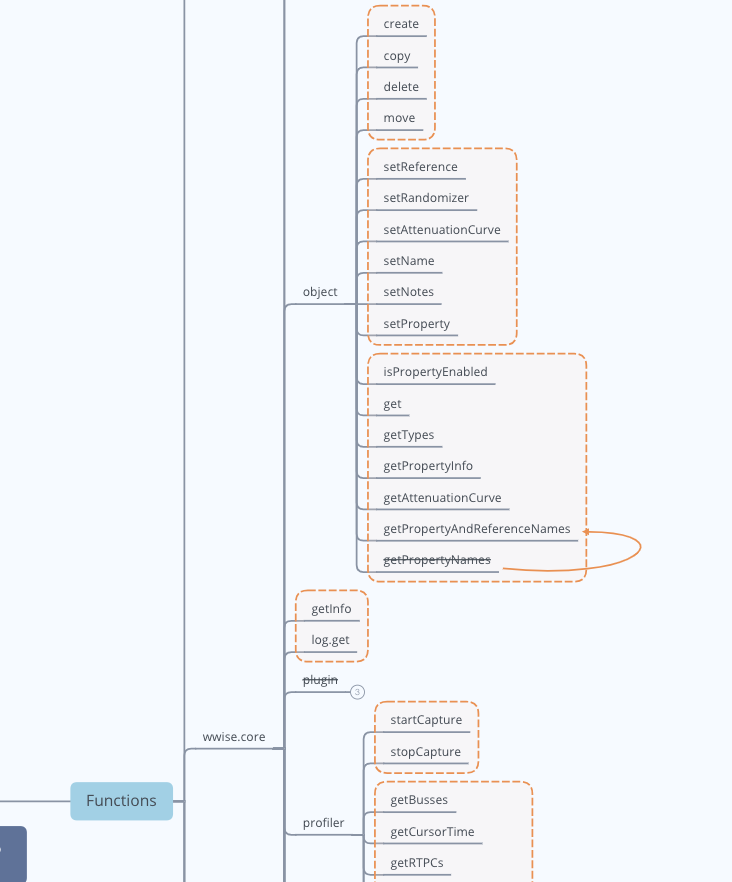 create
copy
delete
move
setReference
setRandomizer
setAttenuationCurve
setName
object
setNotes
setProperty
isPropertyEnabled
get
getTypes
getPropertyInfo
getAttenuationCurve
getPropertyAndReferenceNames
getPropertyNames
getInfo
log.get
plugin
3
startCapture
wwise.core
stopCapture
Functions
getBusses
profiler
getCursorTime
getRTPCs